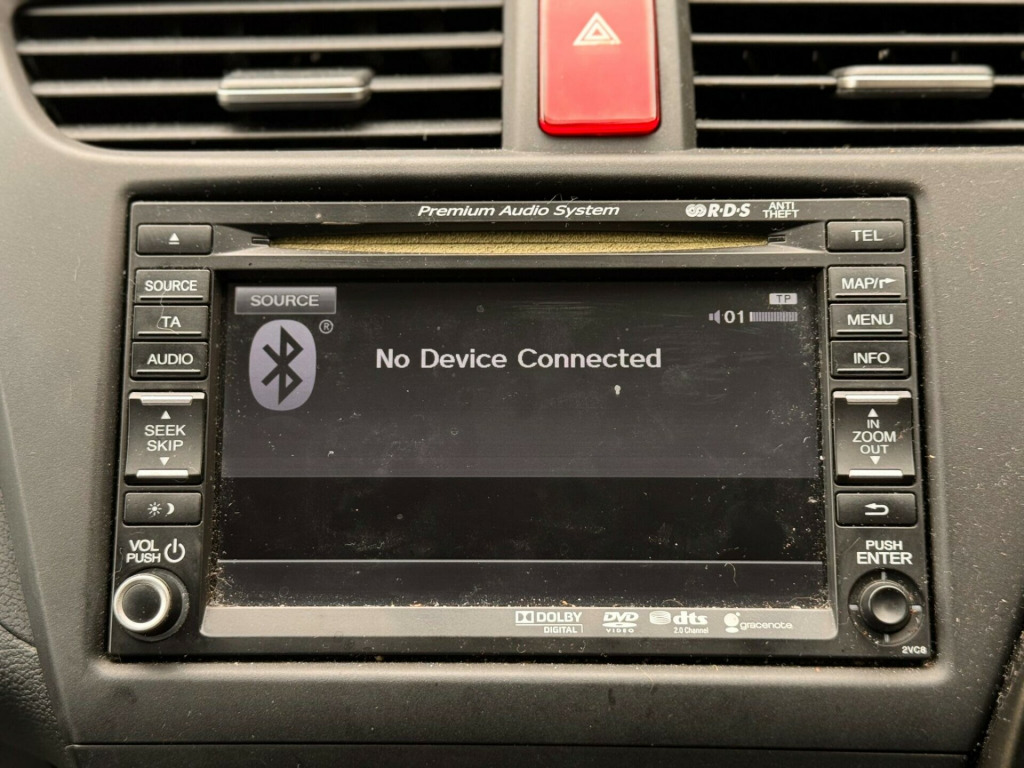 Premium Audio System
R·D·S
ANTI
THEFT
TEL
SOURCE
TA
AUDIO
SEEK
SKIP
VOL
PUSH
SOURCE
®
TP
01
No Device Connected
MAP/
MENU
INFO
IN
ZOOM
OUT
PUSH
ENTER
DOLBY
DIGITAL
DVD
VIDEO
dts
2.0 Channel
gracenote
2VC8